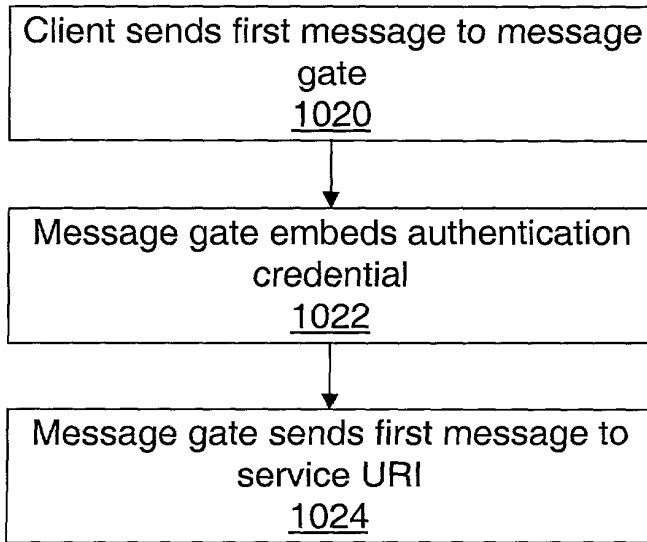 Client sends first message to message
gate
1020
Message gate embeds authentication
credential
1022
Message gate sends first message to
service URI
1024